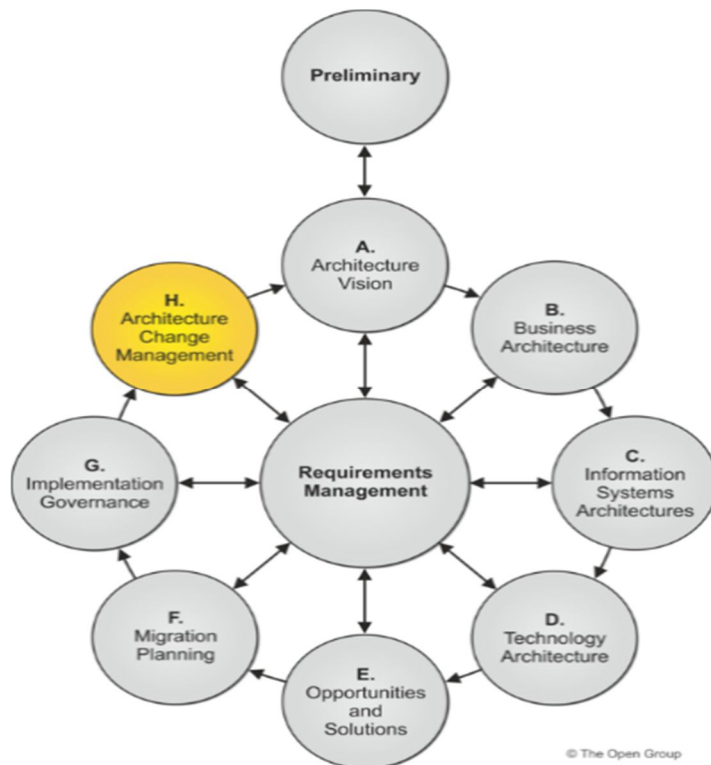 Preliminary
A.
Architecture
Vision
H.
Architecture
Change
Management
B.
Business
Architecture
G.
Implementation
Governance
Requirements
Management
C.
Information
Systems
Architectures
F.
Migration
Planning
D.
Technology
Architecture
E.
Opportunities
and
Solutions
© The Open Group